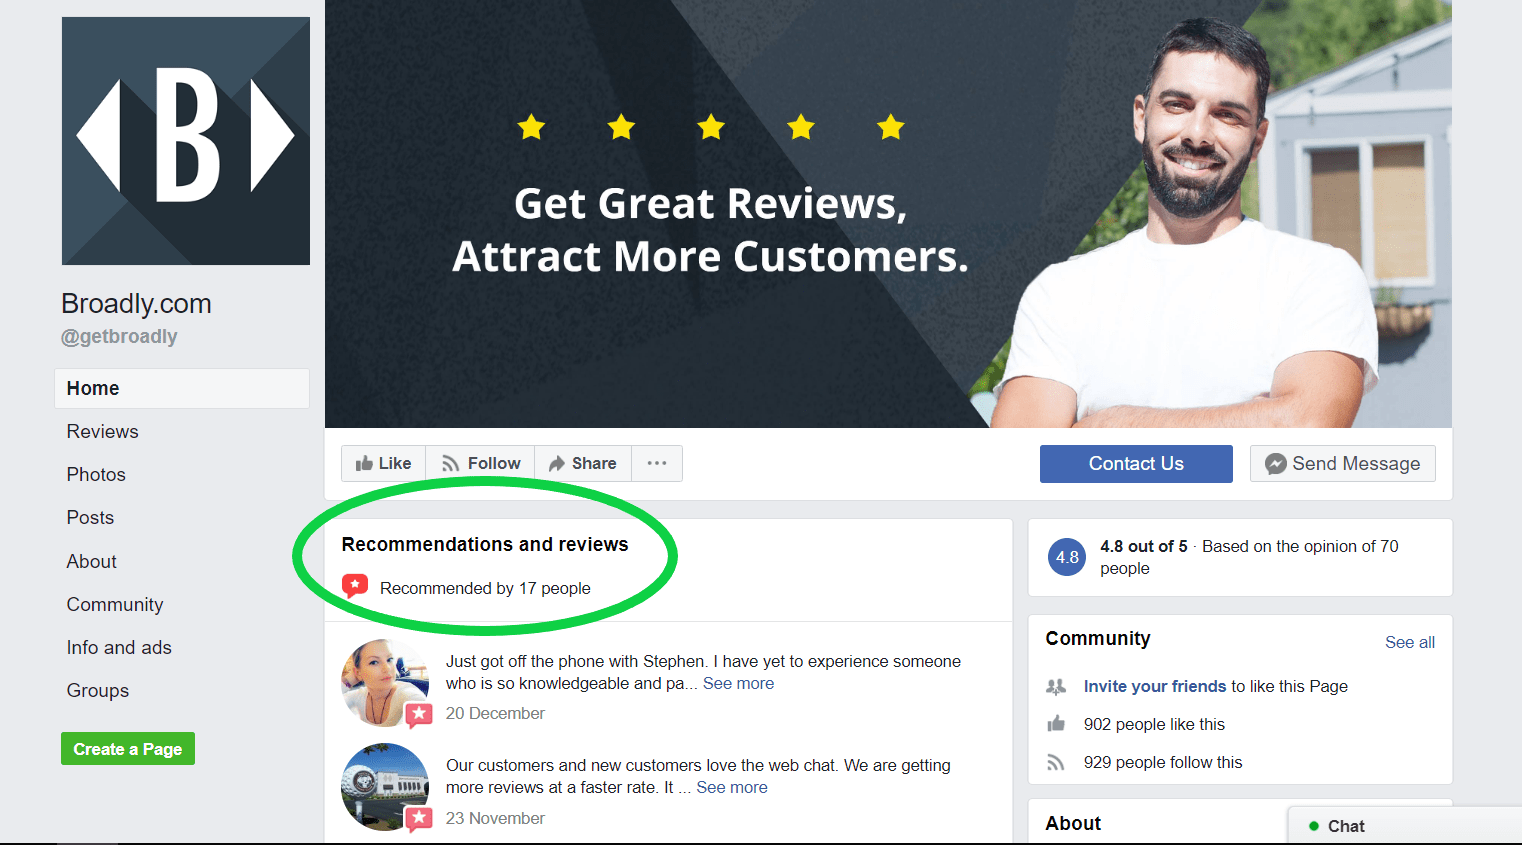 B
Get Great Reviews,
Attract More Customers.
Broadly.com
@getbroadly
Home
Reviews
Photos
Posts
About
Community
Info and ads
Groups
Create a Page
Like
Follow
Share
Contact Us
Send Message
Recommendations and reviews
Recommended by 17 people
Just got off the phone with Stephen. I have yet to experience someone
who is so knowledgeable and pa... See more
20 December
Our customers and new customers love the web chat. We are getting
more reviews at a faster rate. It ... See more
23 November
4.8
4.8 out of 5 · Based on the opinion of 70
people
Community
See all
Invite your friends to like this Page
902 people like this
929 people follow this
About
Chat